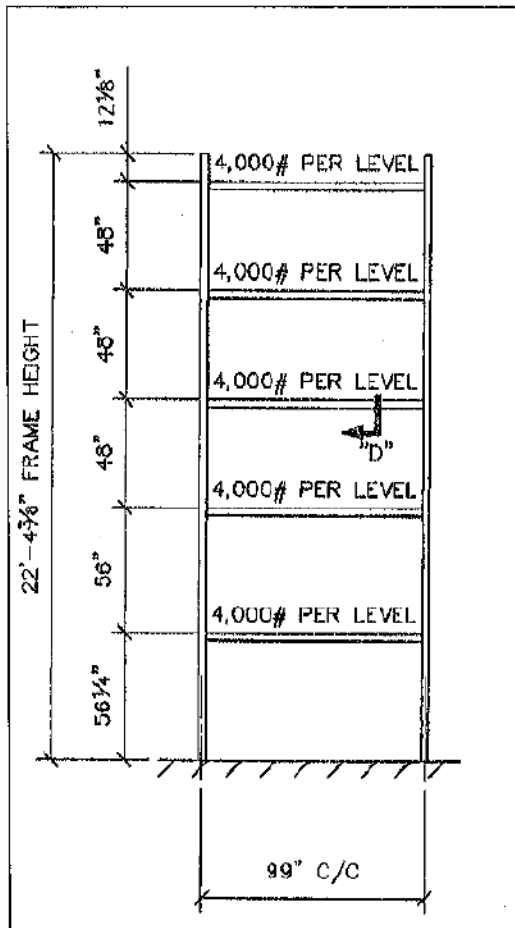 12⅛"
4,000# PER LEVEL
48"
4,000# PER LEVEL
48"
4,000# PER LEVEL
"D"
48"
4,000# PER LEVEL
56"
4,000# PER LEVEL
56¼"
22'-4⅜" FRAME HEIGHT
99" C/C